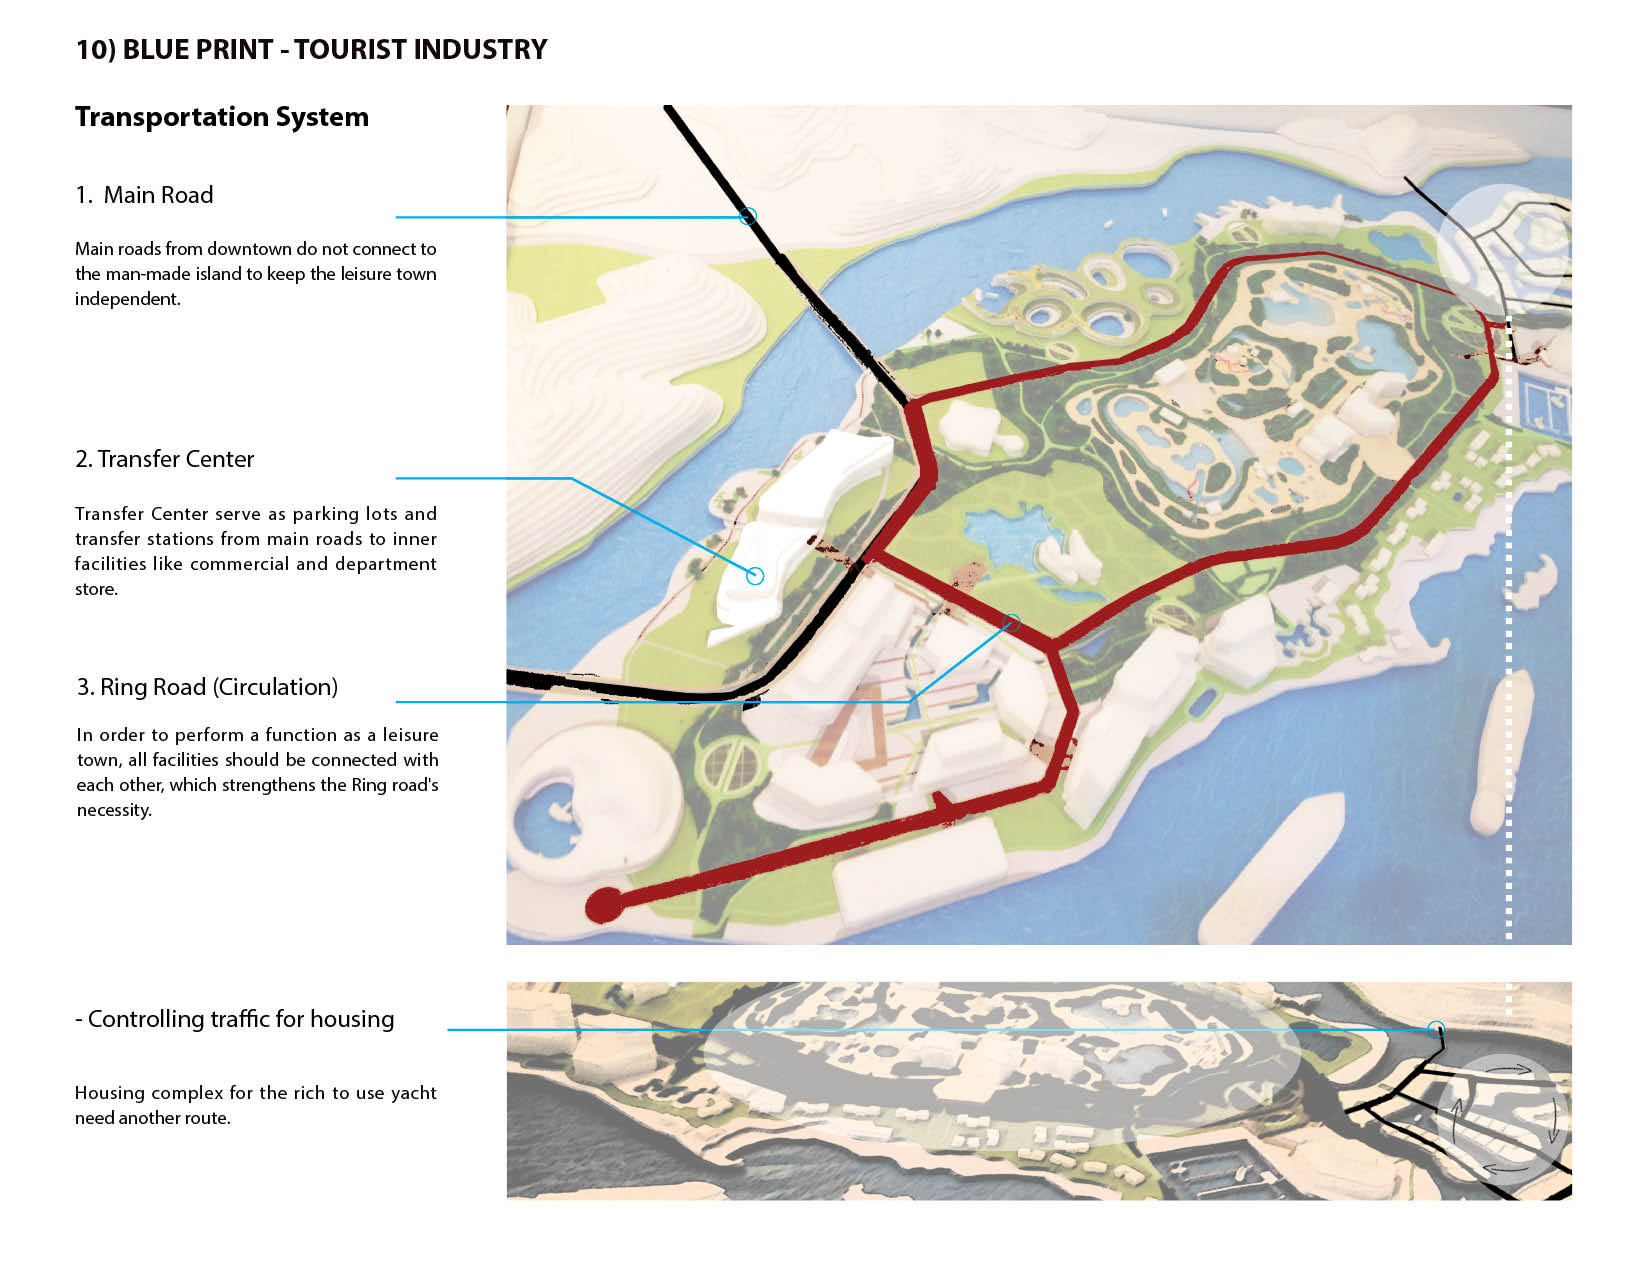 10) BLUE PRINT - TOURIST INDUSTRY
Transportation System
1. Main Road
Main roads from downtown do not connect to
the man-made island to keep the leisure town
independent.
2. Transfer Center
Transfer Center serve as parking lots and
transfer stations from main roads to inner
facilities like commercial and department
store.
3. Ring Road (Circulation)
In order to perform a function as a leisure
town, all facilities should be connected with
each other, which strengthens the Ring road's
necessity.
- Controlling traffic for housing
Housing complex for the rich to use yacht
need another route.